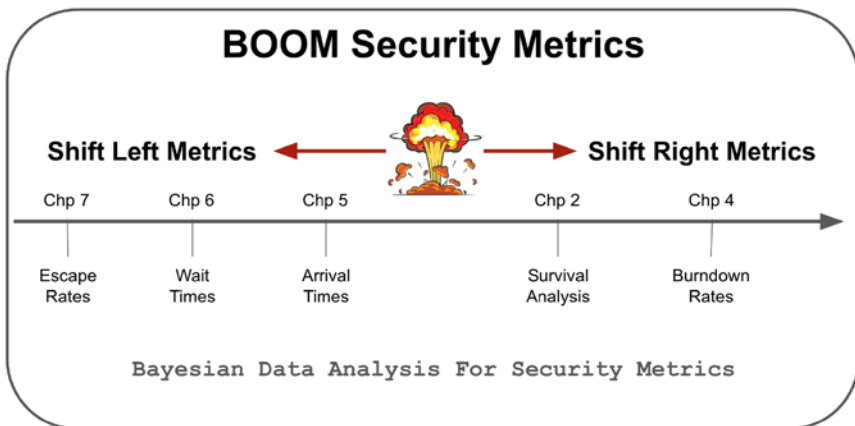 BOOM Security Metrics
Shift Left Metrics
Shift Right Metrics
Chp 7
Chp 6
Chp 5
Chp 2
Chp 4
Escape
Rates
Wait
Times
Arrival
Times
Survival
Analysis
Burndown
Rates
Bayesian Data Analysis For Security Metrics